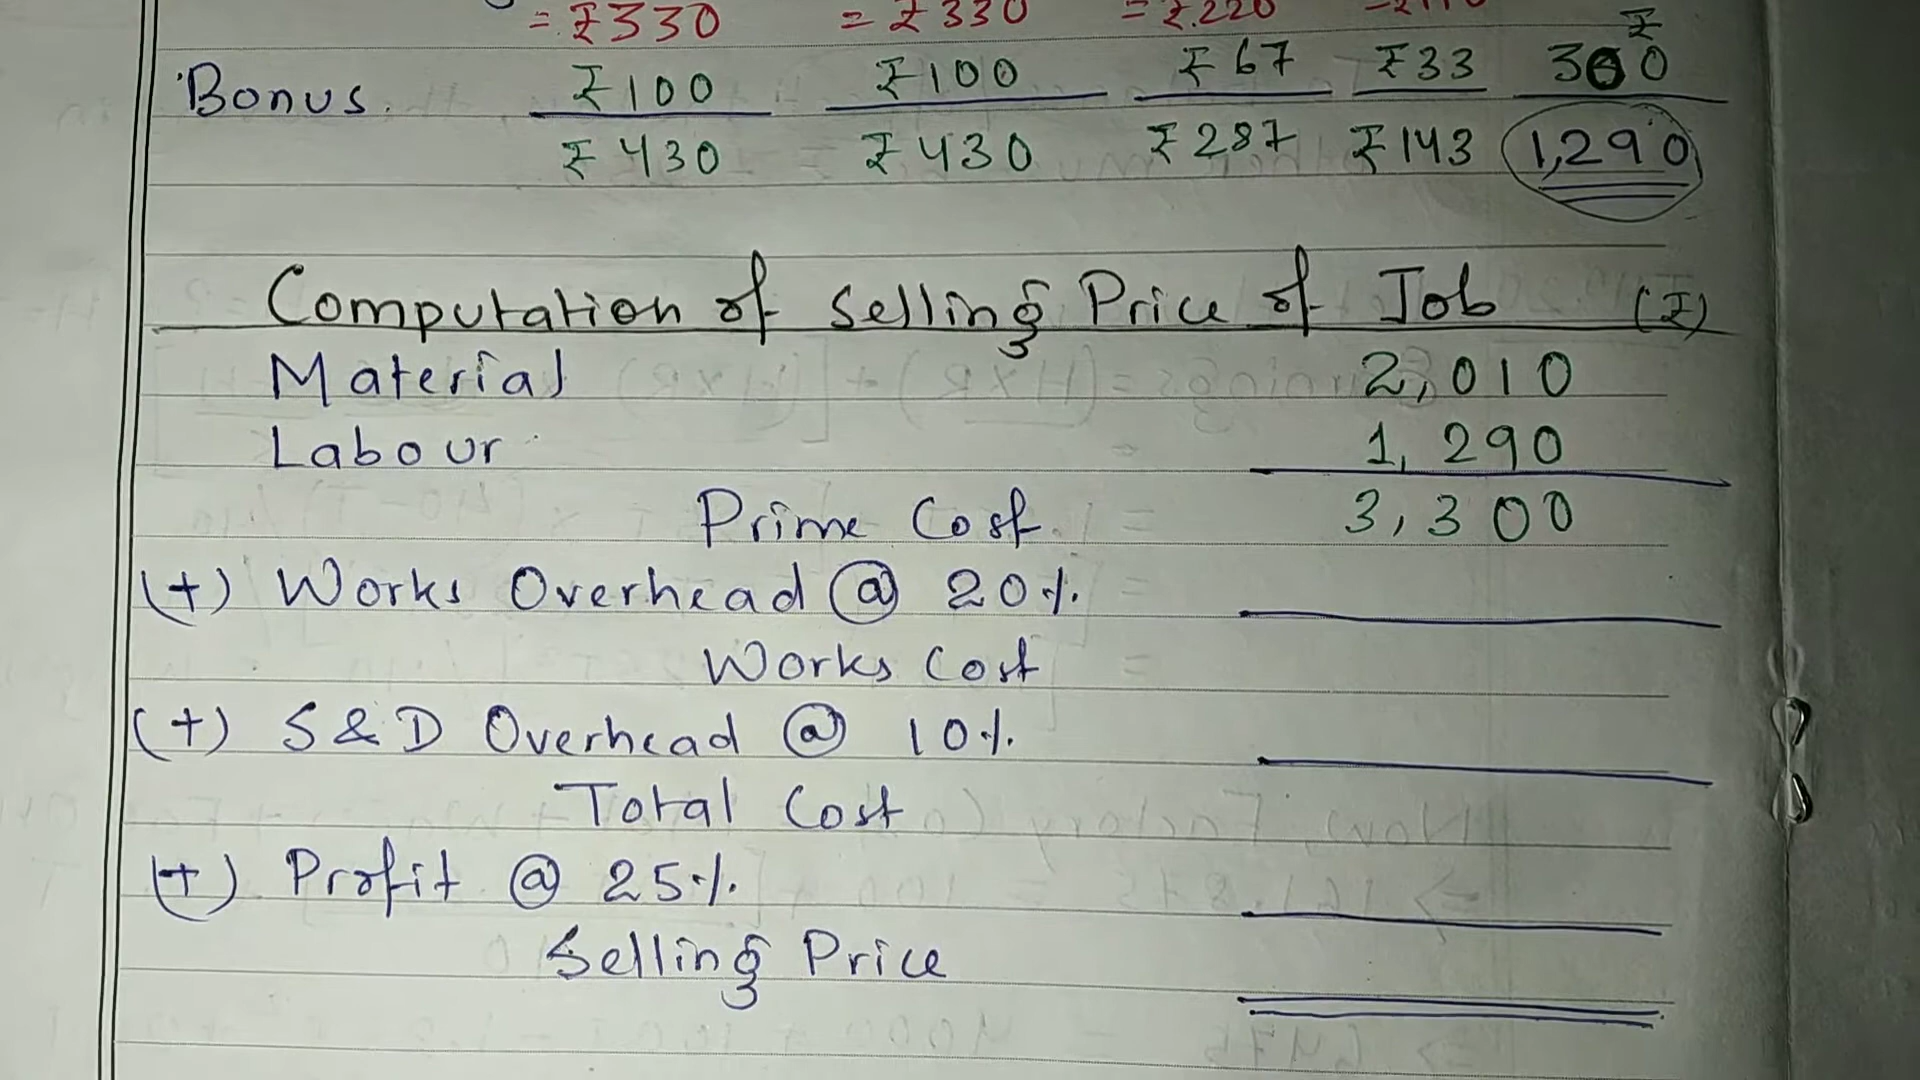 = ₹330 = ₹330 = ₹.220
Bonus. ₹100 ₹100 ₹67 ₹33 300
₹430 ₹430 ₹287 ₹143 1,290
Computation of Selling Price of Job (₹)
Material 2,010
Labour 1,290
Prime Cost 3,300
(+) Works Overhead @ 20%
Works Cost
(+) S&D Overhead @ 10%
Total Cost
(+) Profit @ 25%
Selling Price